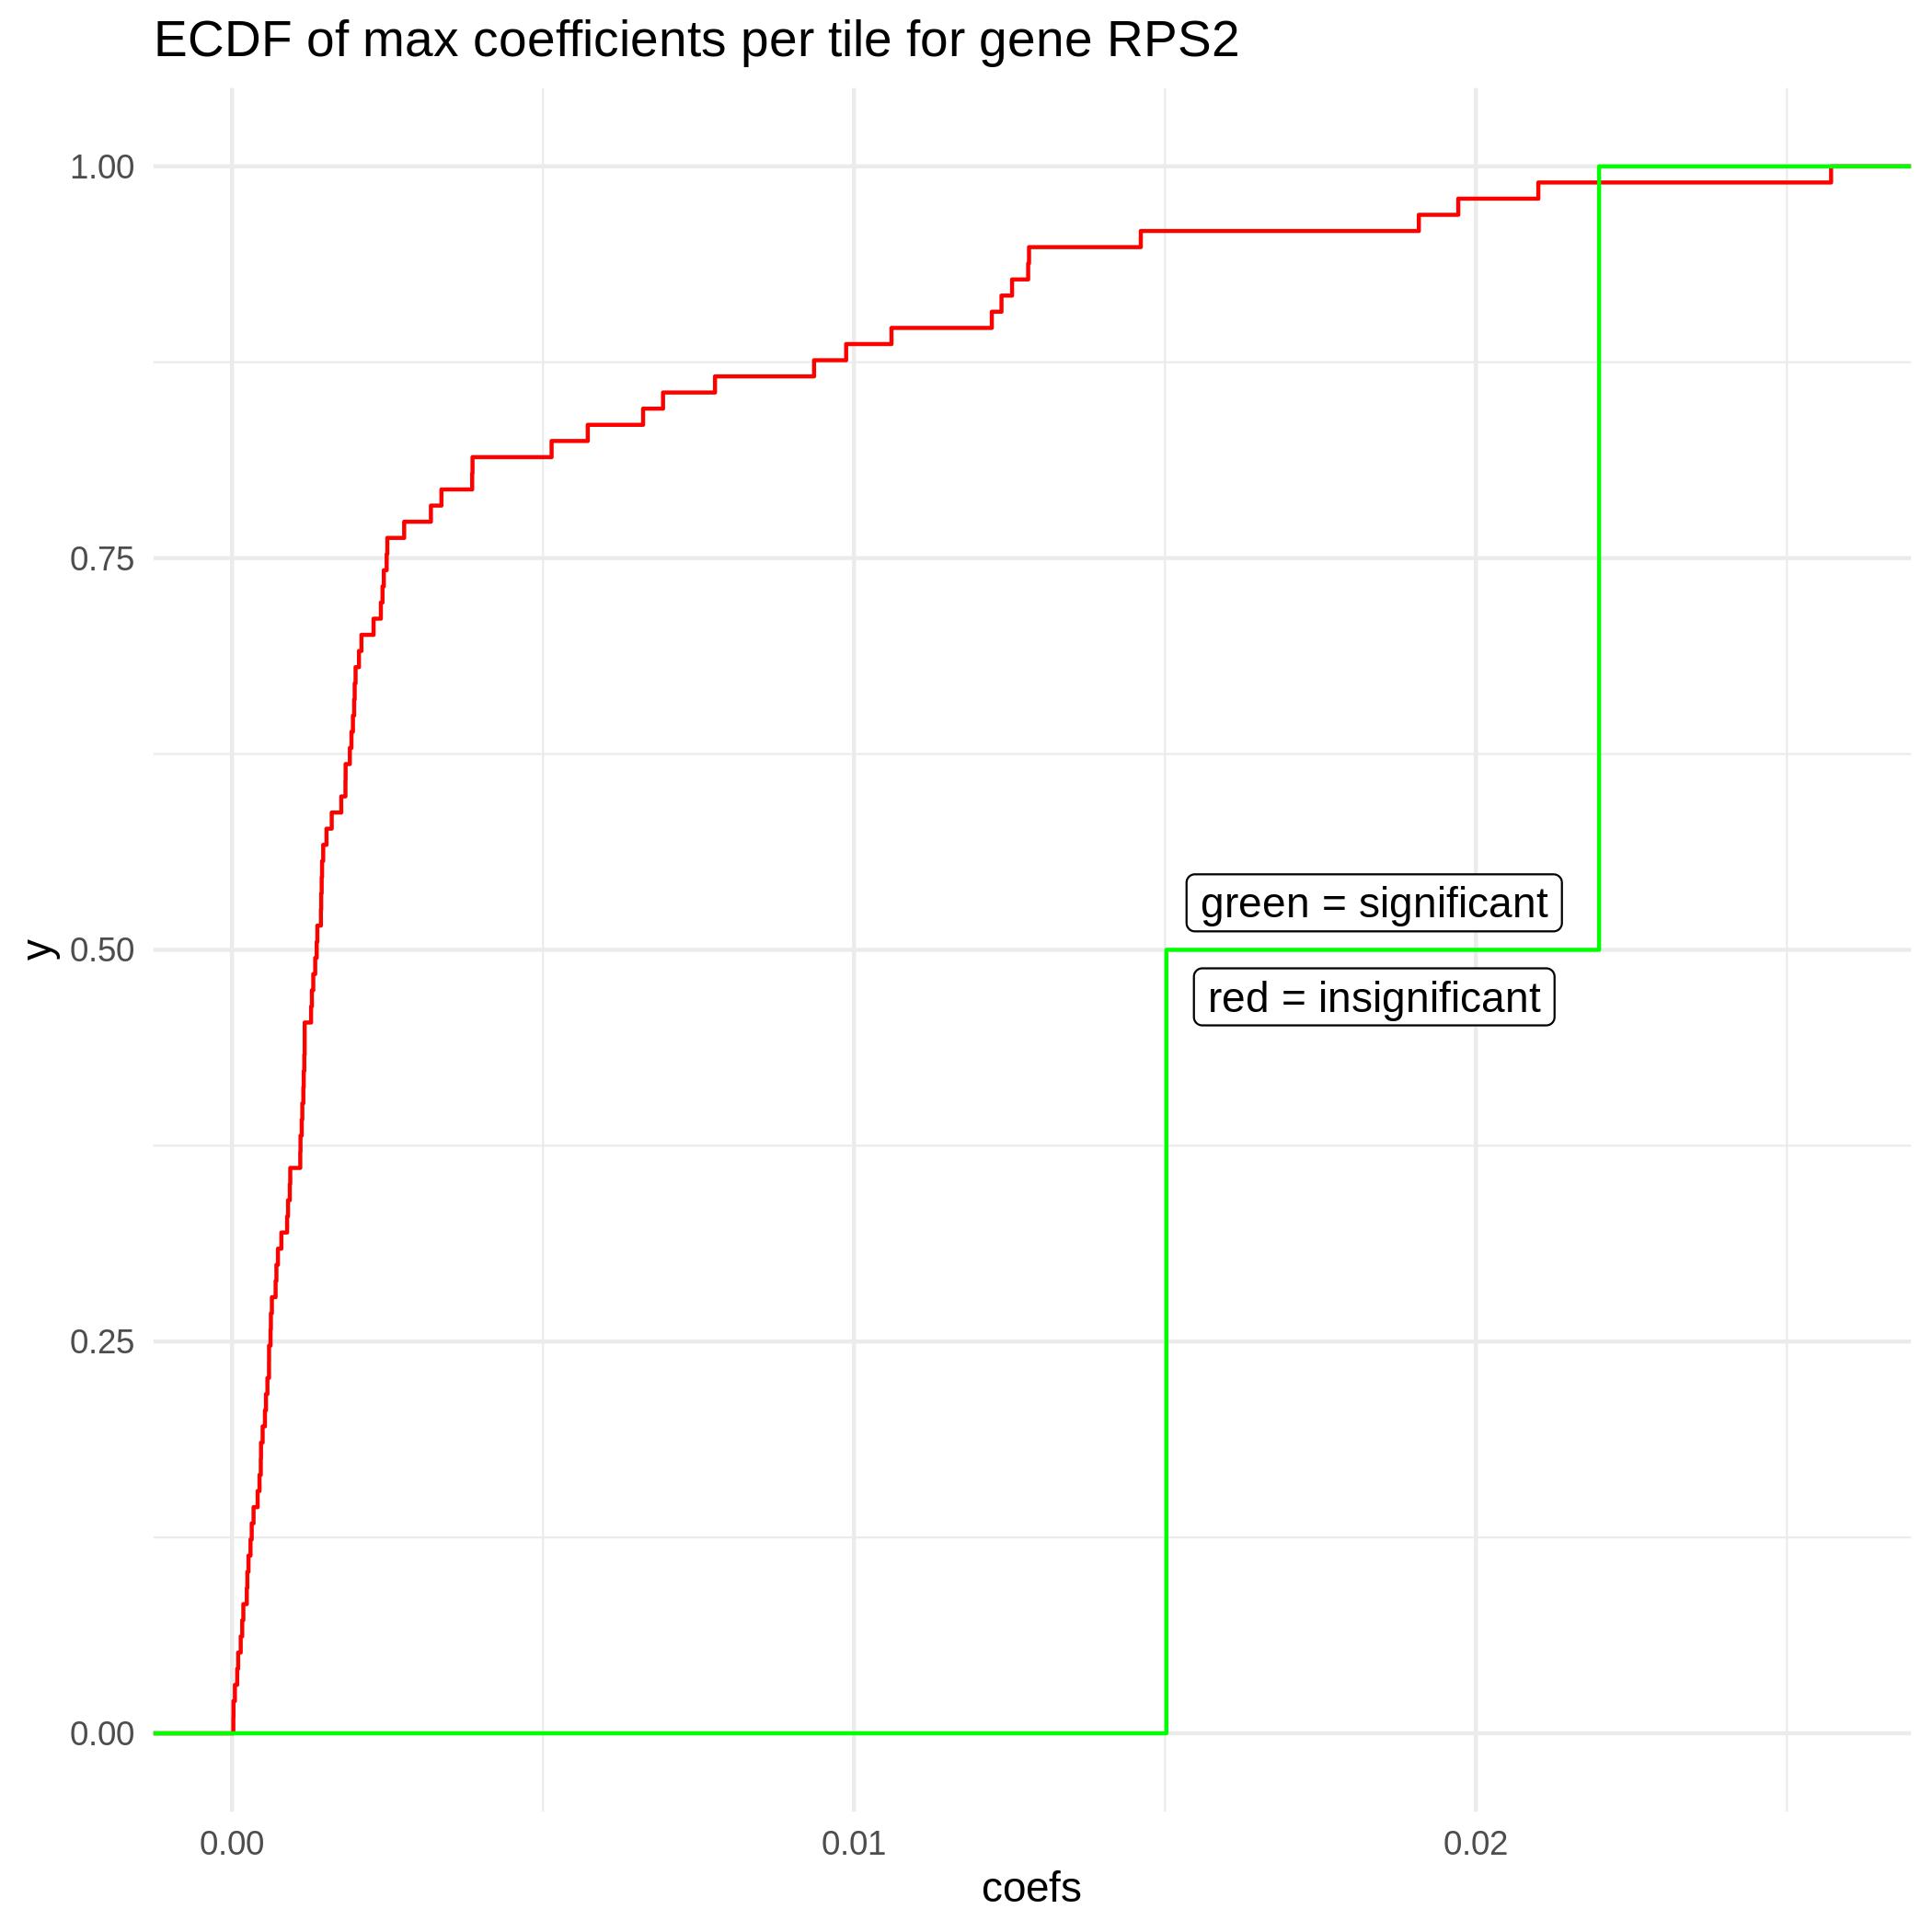 ECDF of max coefficients per tile for gene RPS2
1.00
0.75
green = significant
y
0.50
red = insignificant
0.25
0.00
0.00
0.01
0.02
coefs